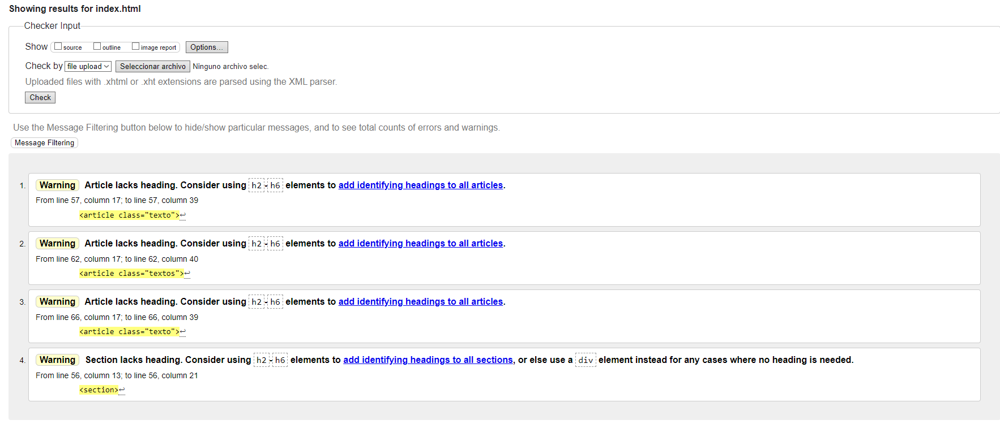 Showing results for index.html
Checker Input
Show source outline image report Options...
Check by file upload Seleccionar archivo Ninguno archivo selec.
Uploaded files with .xhtml or .xht extensions are parsed using the XML parser.
Check
Use the Message Filtering button below to hide/show particular messages, and to see total counts of errors and warnings.
Message Filtering
1. Warning Article lacks heading. Consider using h2-h6 elements to add identifying headings to all articles.
From line 57, column 17; to line 57, column 39
<article class="texto">↩
2. Warning Article lacks heading. Consider using h2-h6 elements to add identifying headings to all articles.
From line 62, column 17; to line 62, column 40
<article class="textos">↩
3. Warning Article lacks heading. Consider using h2-h6 elements to add identifying headings to all articles.
From line 66, column 17; to line 66, column 39
<article class="texto">↩
4. Warning Section lacks heading. Consider using h2-h6 elements to add identifying headings to all sections, or else use a div element instead for any cases where no heading is needed.
From line 56, column 13; to line 56, column 21
<section>↩